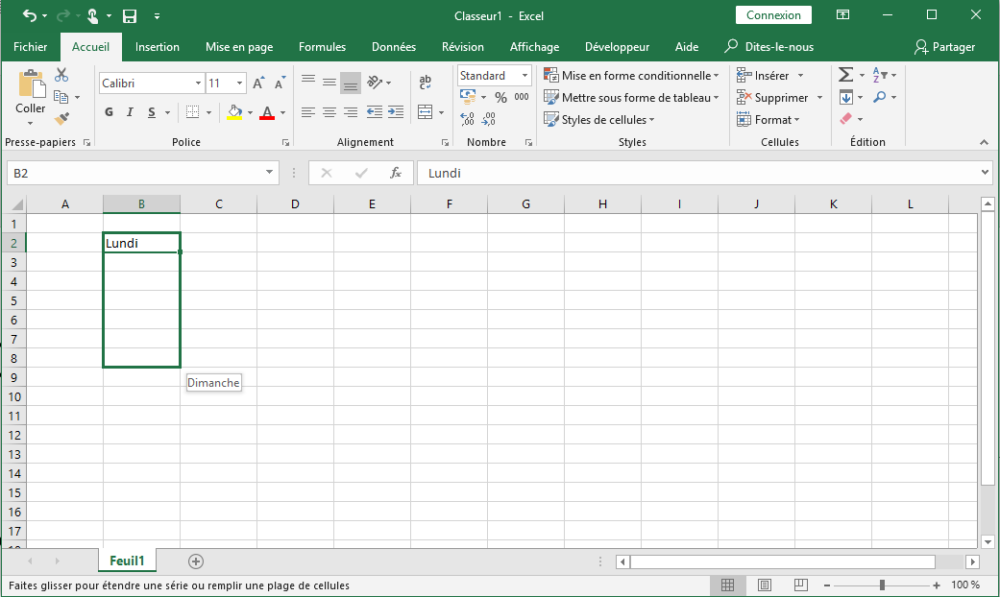 Classeur1 - Excel
Connexion
Fichier Accueil Insertion Mise en page Formules Données Révision Affichage Développeur Aide Dites-le-nous Partager
Coller
Presse-papiers
Calibri 11
G I S
Police
ab
Alignement
Standard
% 000
,00 ,00
Nombre
Mise en forme conditionnelle
Mettre sous forme de tableau
Styles de cellules
Styles
Insérer
Supprimer
Format
Cellules
Édition
B2 fx Lundi
A B C D E F G H I J K L
1
2 Lundi
3
4
5
6
7
8
9 Dimanche
10
11
12
13
14
15
16
17
Feuil1
Faites glisser pour étendre une série ou remplir une plage de cellules 100 %